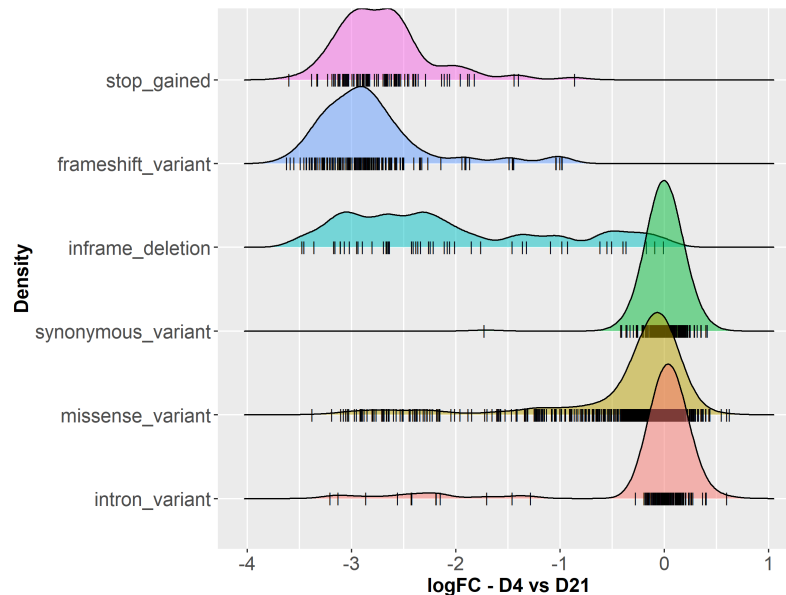 stop_gained
frameshift_variant
inframe_deletion
synonymous_variant
missense_variant
intron_variant
Density
-4 -3 -2 -1 0 1
logFC - D4 vs D21